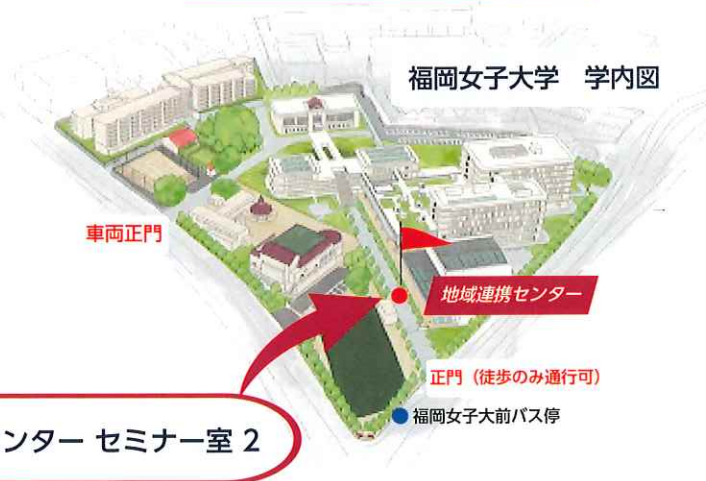 福岡女子大学 学内図
車両正門
地域連携センター
正門（徒歩のみ通行可）
福岡女子大前バス停
ンター セミナー室 2